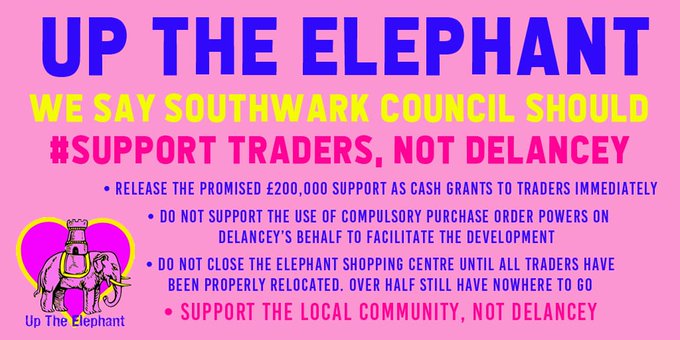 UP THE ELEPHANT
WE SAY SOUTHWARK COUNCIL SHOULD
#SUPPORT TRADERS, NOT DELANCEY
• RELEASE THE PROMISED £200,000 SUPPORT AS CASH GRANTS TO TRADERS IMMEDIATELY
• DO NOT SUPPORT THE USE OF COMPULSORY PURCHASE ORDER POWERS ON
DELANCEY'S BEHALF TO FACILITATE THE DEVELOPMENT
• DO NOT CLOSE THE ELEPHANT SHOPPING CENTRE UNTIL ALL TRADERS HAVE
BEEN PROPERLY RELOCATED. OVER HALF STILL HAVE NOWHERE TO GO
• SUPPORT THE LOCAL COMMUNITY, NOT DELANCEY
Up The Elephant